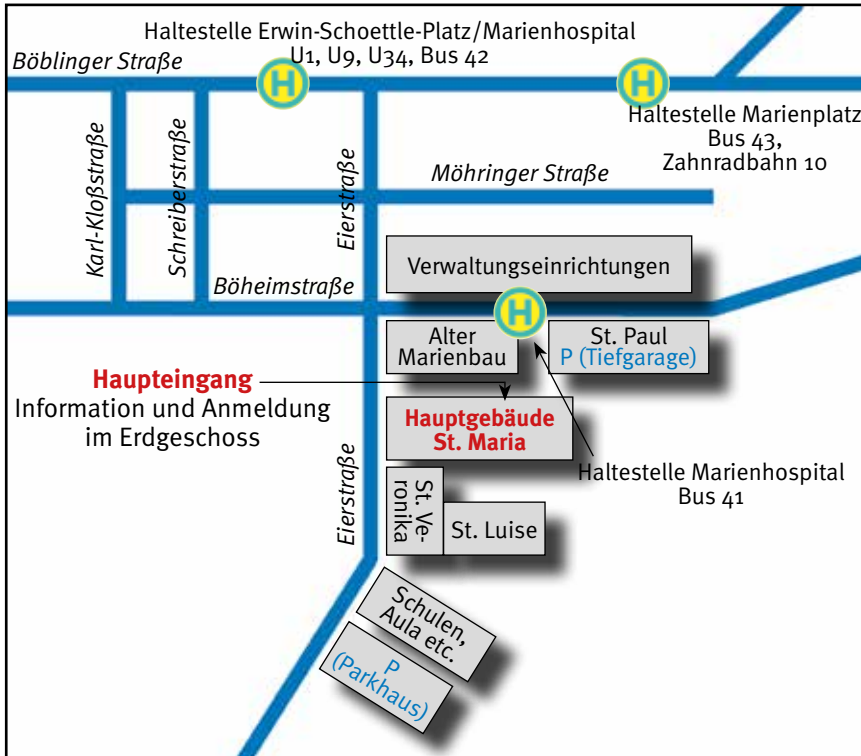 Haltestelle Erwin-Schoettle-Platz/Marienhospital
U1, U9, U34, Bus 42
Böblinger Straße
H
H
Haltestelle Marienplatz
Bus 43,
Zahnradbahn 10
Karl-Kloßstraße
Schreiberstraße
Eierstraße
Möhringer Straße
Verwaltungseinrichtungen
Böheimstraße
H
Alter
Marienbau
St. Paul
P (Tiefgarage)
Haupteingang
Information und Anmeldung
im Erdgeschoss
Hauptgebäude
St. Maria
Haltestelle Marienhospital
Bus 41
Eierstraße
St. Ve-
ronika
St. Luise
Schulen,
Aula etc.
P
(Parkhaus)